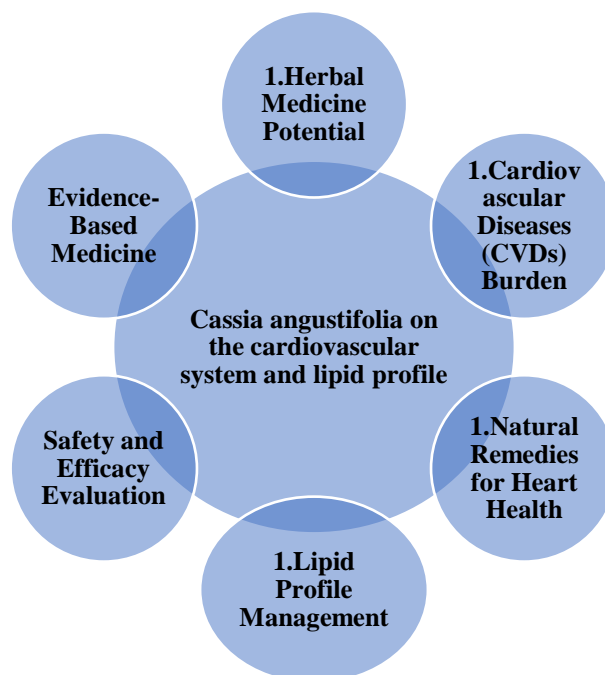 1.Herbal
Medicine
Potential
1.Cardiov
ascular
Diseases
(CVDs)
Burden
1.Natural
Remedies
for Heart
Health
1.Lipid
Profile
Management
Safety and
Efficacy
Evaluation
Evidence-
Based
Medicine
Cassia angustifolia on
the cardiovascular
system and lipid profile